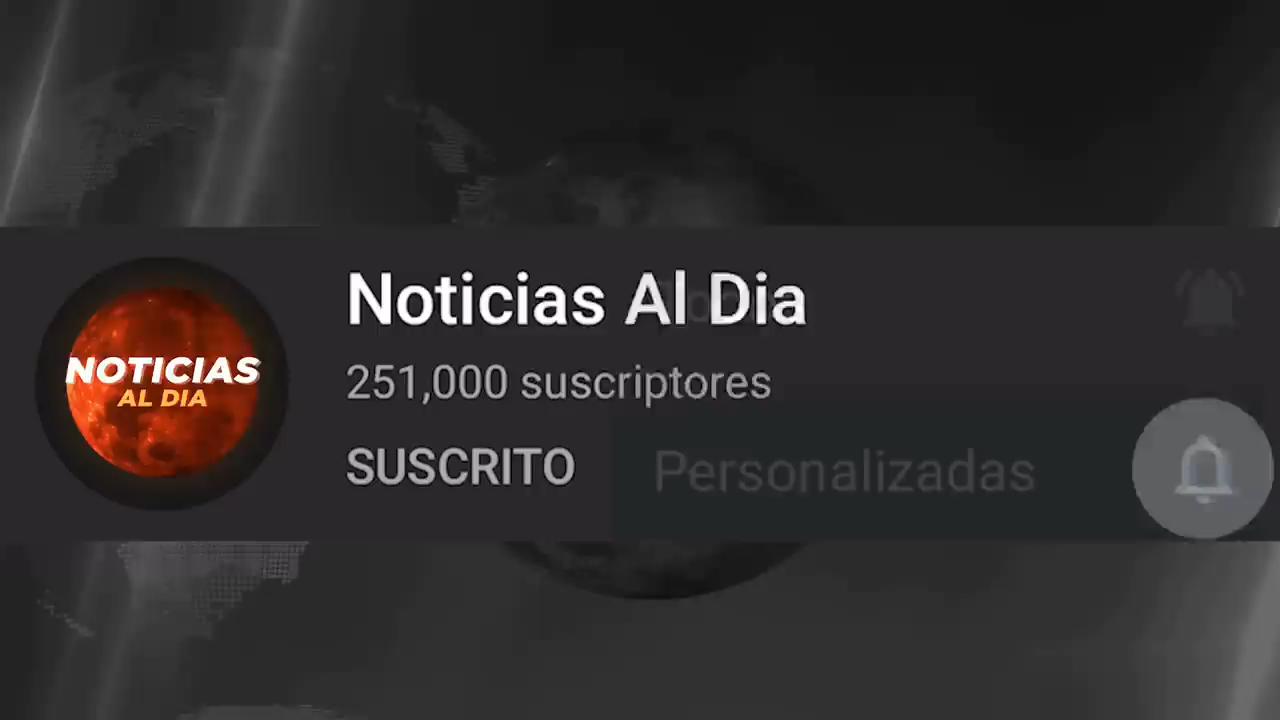 Noticias Al Dia
251,000 suscriptores
SUSCRITO
Personalizadas
NOTICIAS
AL DIA